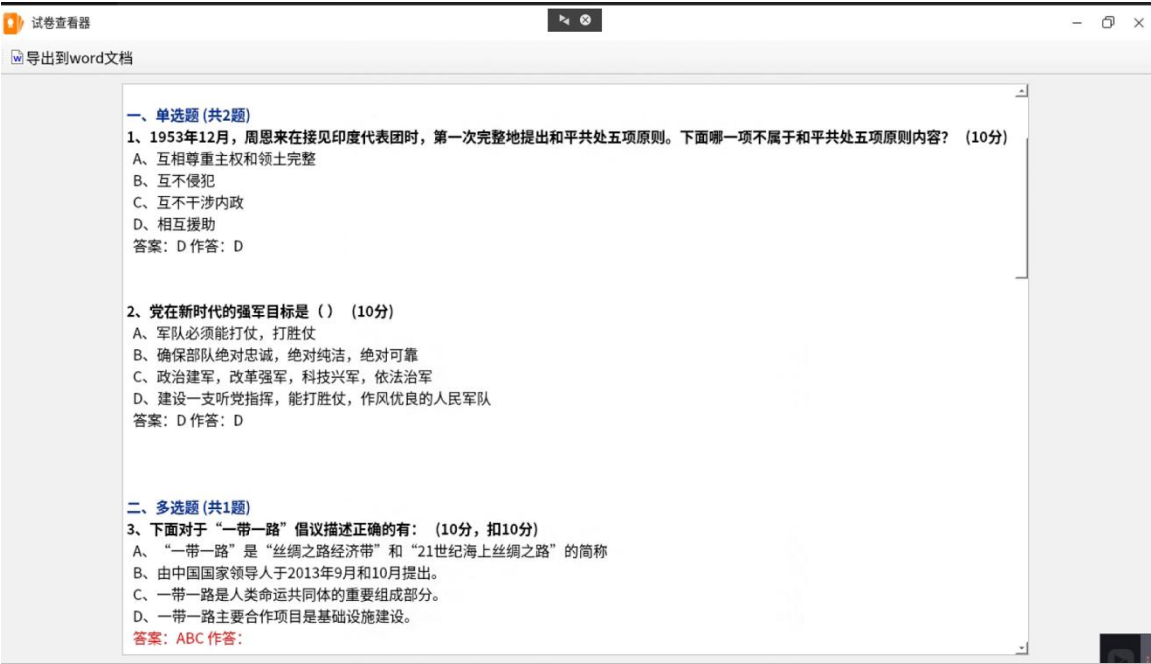 试卷查看器
导出到word文档
一、单选题 (共2题)
1、1953年12月，周恩来在接见印度代表团时，第一次完整地提出和平共处五项原则。下面哪一项不属于和平共处五项原则内容？ (10分)
A、互相尊重主权和领土完整
B、互不侵犯
C、互不干涉内政
D、相互援助
答案：D 作答：D
2、党在新时代的强军目标是（ ） (10分)
A、军队必须能打仗，打胜仗
B、确保部队绝对忠诚，绝对纯洁，绝对可靠
C、政治建军，改革强军，科技兴军，依法治军
D、建设一支听党指挥，能打胜仗，作风优良的人民军队
答案：D 作答：D
二、多选题 (共1题)
3、下面对于“一带一路”倡议描述正确的有： (10分，扣10分)
A、“一带一路”是“丝绸之路经济带”和“21世纪海上丝绸之路”的简称
B、由中国国家领导人于2013年9月和10月提出。
C、一带一路是人类命运共同体的重要组成部分。
D、一带一路主要合作项目是基础设施建设。
答案：ABC 作答：